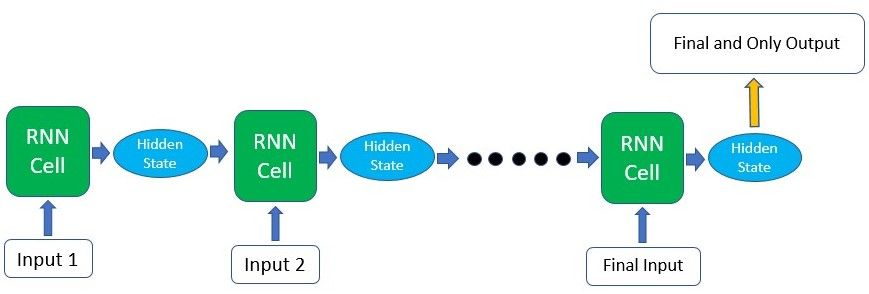 Final and Only Output
RNN
Cell
Hidden
State
RNN
Cell
Hidden
State
RNN
Cell
Hidden
State
Input 1
Input 2
Final Input